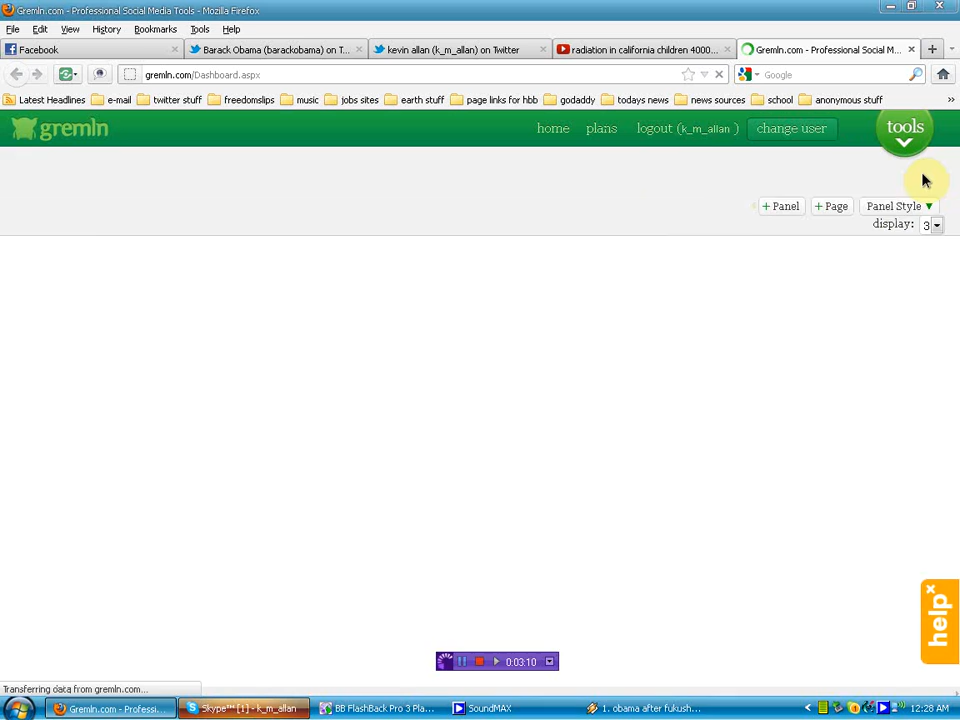 Gremln.com - Professional Social Media Tools - Mozilla Firefox
File Edit View History Bookmarks Tools Help
Facebook Barack Obama (barackobama) on T... kevin allan (k_m_allan) on Twitter radiation in california children 4000... Gremln.com - Professional Social M...
gremln.com/Dashboard.aspx Google
Latest Headlines e-mail twitter stuff freedomslips music jobs sites earth stuff page links for hbb godaddy todays news news sources school anonymous stuff »
gremln home plans logout (k_m_allan ) change user tools
+ Panel + Page Panel Style
display: 3
help x
0:03:10
Transferring data from gremln.com...
Gremln.com - Professi... Skype™ [1] - k_m_allan BB FlashBack Pro 3 Pla... SoundMAX 1. obama after fukush... 12:28 AM